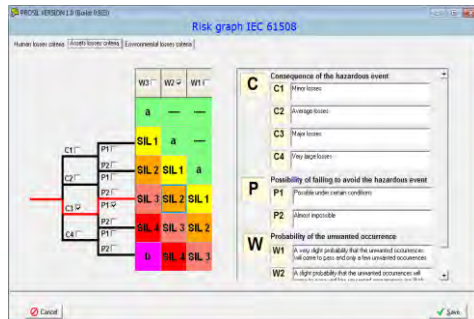 PROSIL VERSION 1.0 (Build 0.983)
Risk graph IEC 61508
Human losses criteria Assets losses criteria Environmental losses criteria
W3 W2 W1
a — —
SIL 1 a —
SIL 2 SIL 1 a
SIL 3 SIL 2 SIL 1
SIL 4 SIL 3 SIL 2
b SIL 4 SIL 3
C1 P1
P2
C2 P1
P2
C3 P1
P2
C4 P1
P2
C Consequence of the hazardous event
C1 Minor losses
C2 Average losses
C3 Major losses
C4 Very large losses
P Possibility of failing to avoid the hazardous event
P1 Possible under certain conditions
P2 Almost impossible
W Probability of the unwanted occurrence
W1 A very slight probability that the unwanted occurrences
will come to pass and only a few unwanted occurrences
W2 A slight probability that the unwanted occurrences will
Cancel
Save